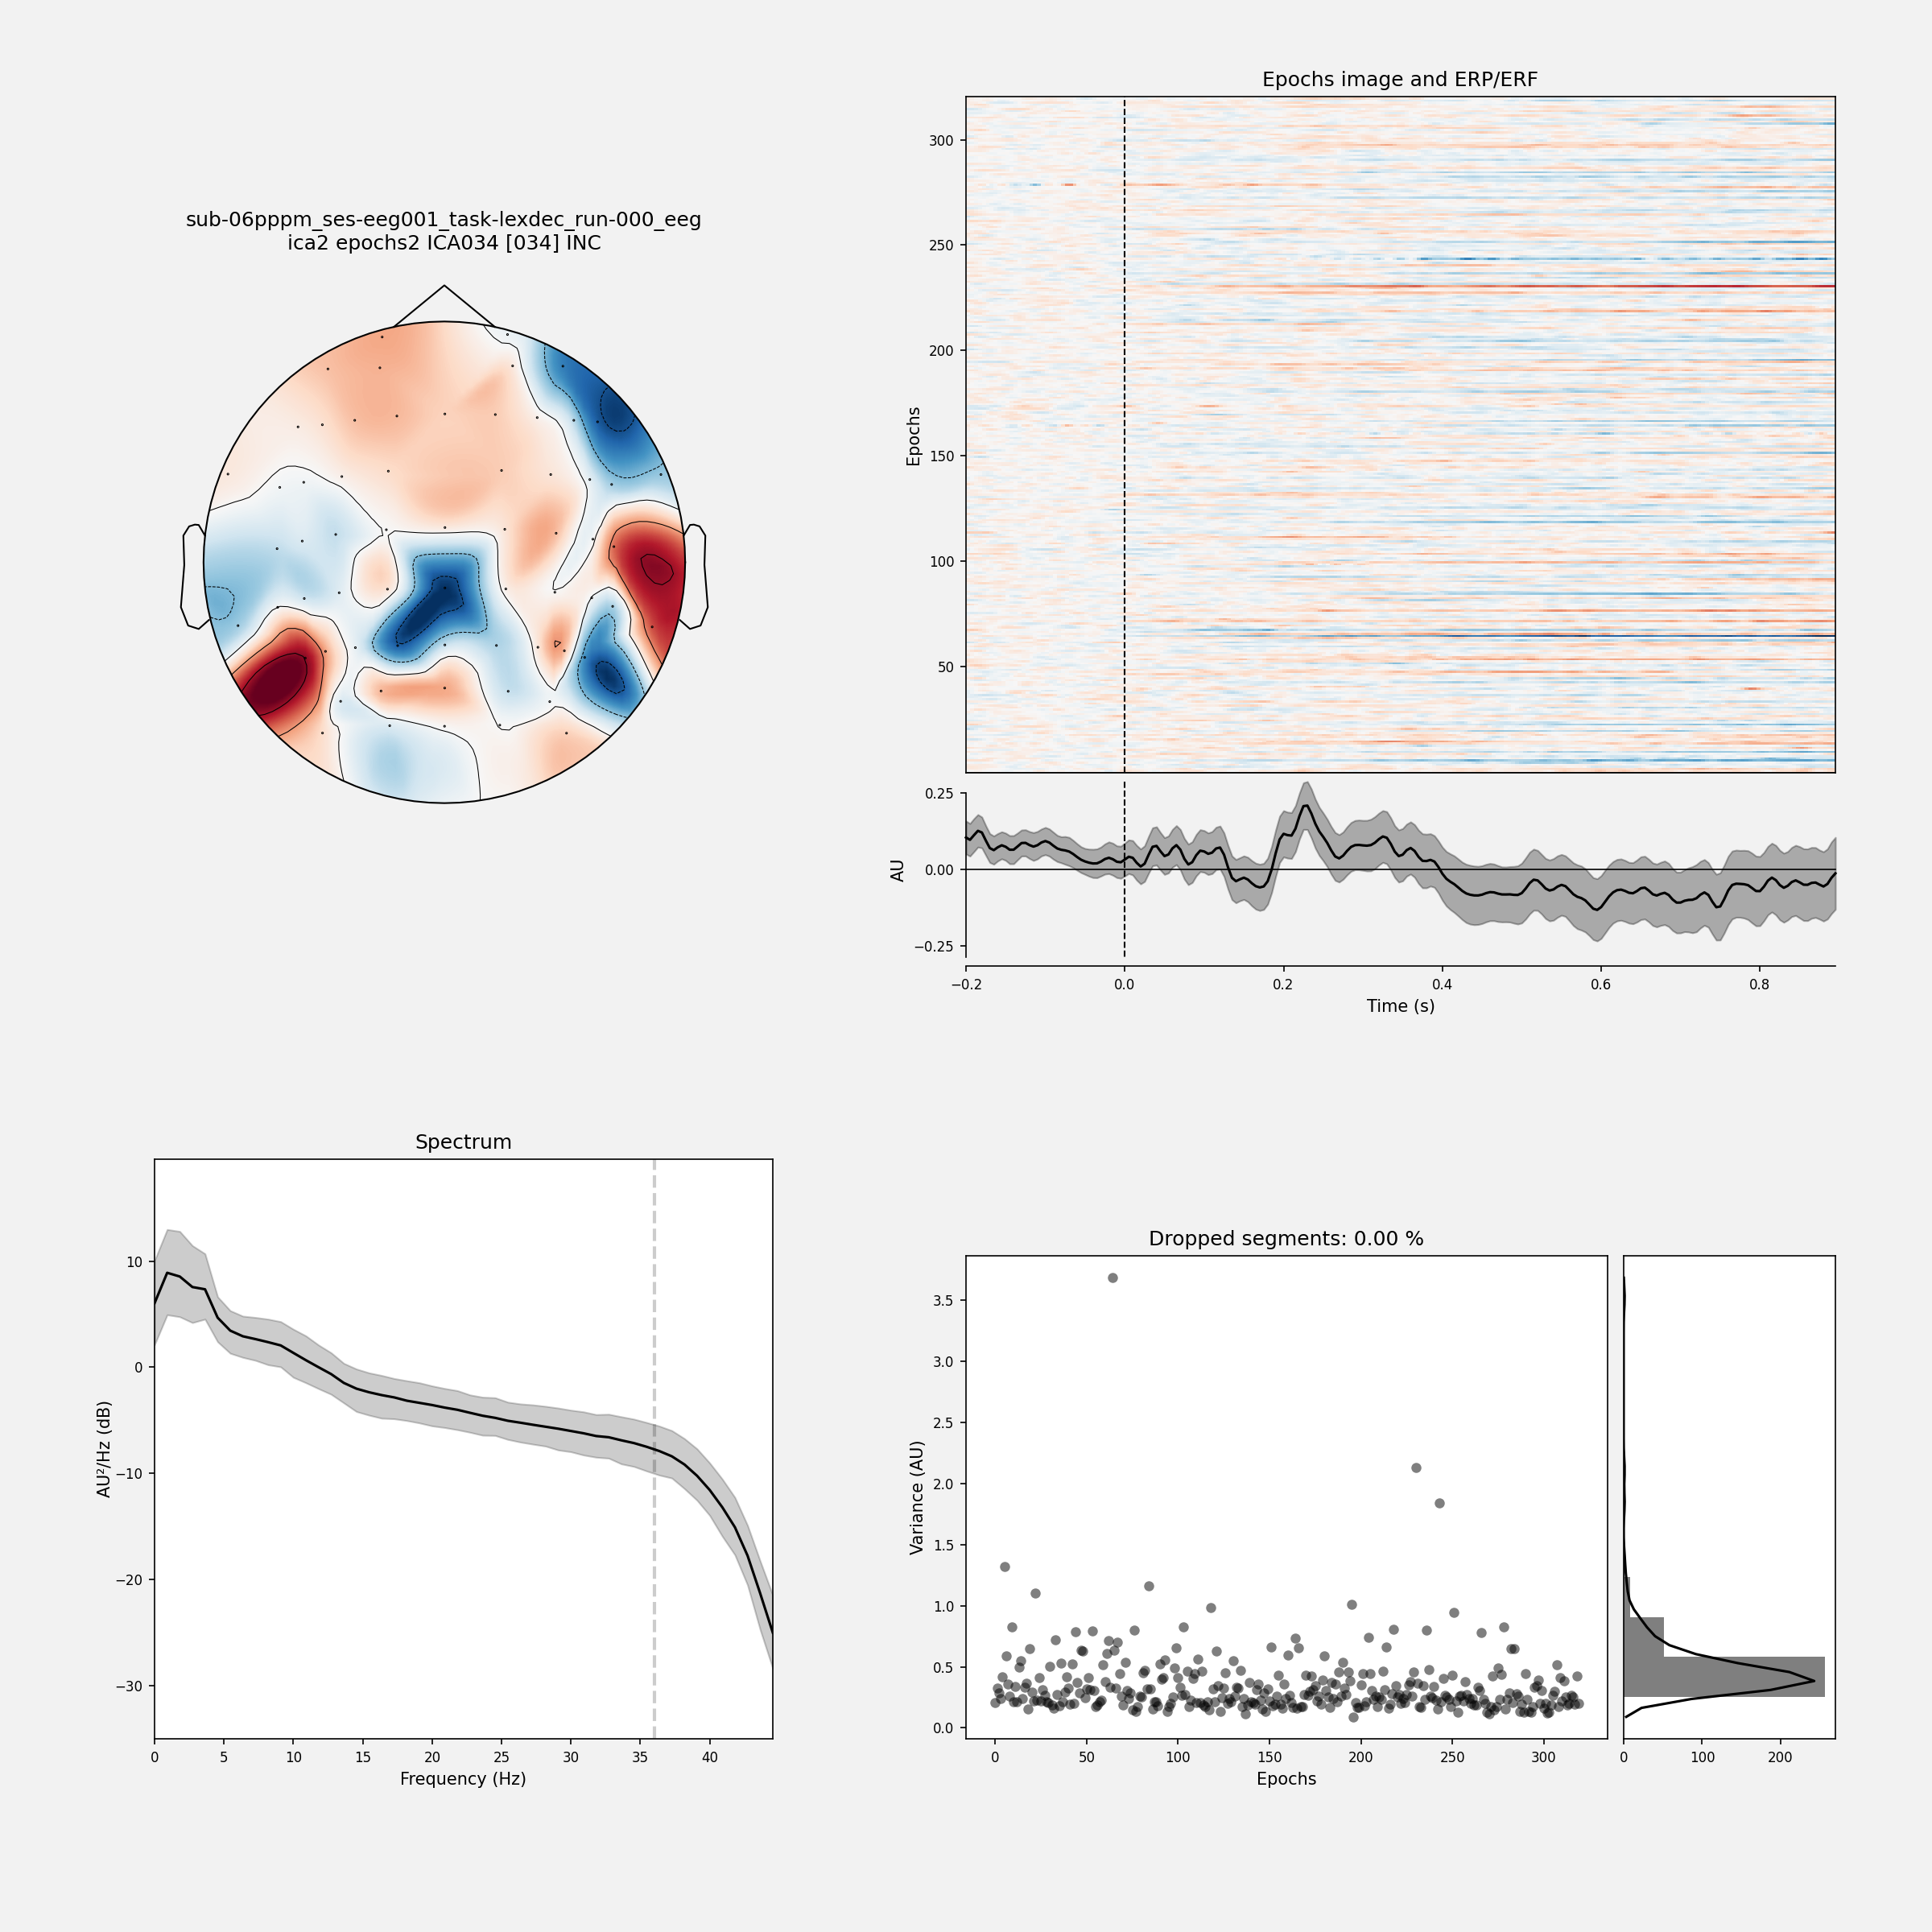 sub-06pppm_ses-eeg001_task-lexdec_run-000_eeg
ica2 epochs2 ICA034 [034] INC
Epochs image and ERP/ERF
300
250
200
150
100
50
Epochs
0.25
0.00
−0.25
AU
−0.2 0.0 0.2 0.4 0.6 0.8
Time (s)
Spectrum
10
0
−10
−20
−30
AU²/Hz (dB)
0 5 10 15 20 25 30 35 40
Frequency (Hz)
Dropped segments: 0.00 %
3.5
3.0
2.5
2.0
1.5
1.0
0.5
0.0
Variance (AU)
0 50 100 150 200 250 300
Epochs
0 100 200